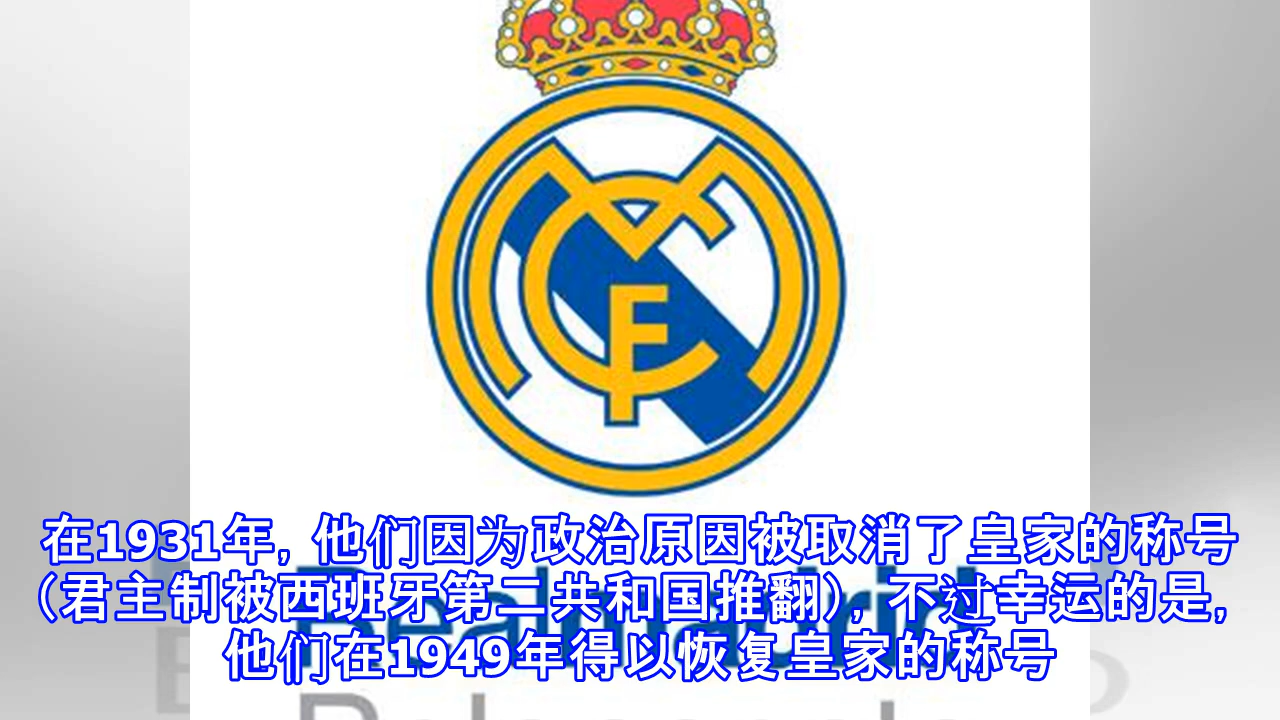 在1931年, 他们因为政治原因被取消了皇家的称号
(君主制被西班牙第二共和国推翻), 不过幸运的是,
他们在1949年得以恢复皇家的称号